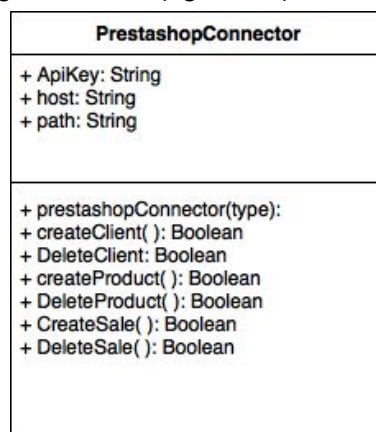 PrestashopConnector
+ ApiKey: String
+ host: String
+ path: String
+ prestashopConnector(type):
+ createClient( ): Boolean
+ DeleteClient: Boolean
+ createProduct( ): Boolean
+ DeleteProduct( ): Boolean
+ CreateSale( ): Boolean
+ DeleteSale( ): Boolean